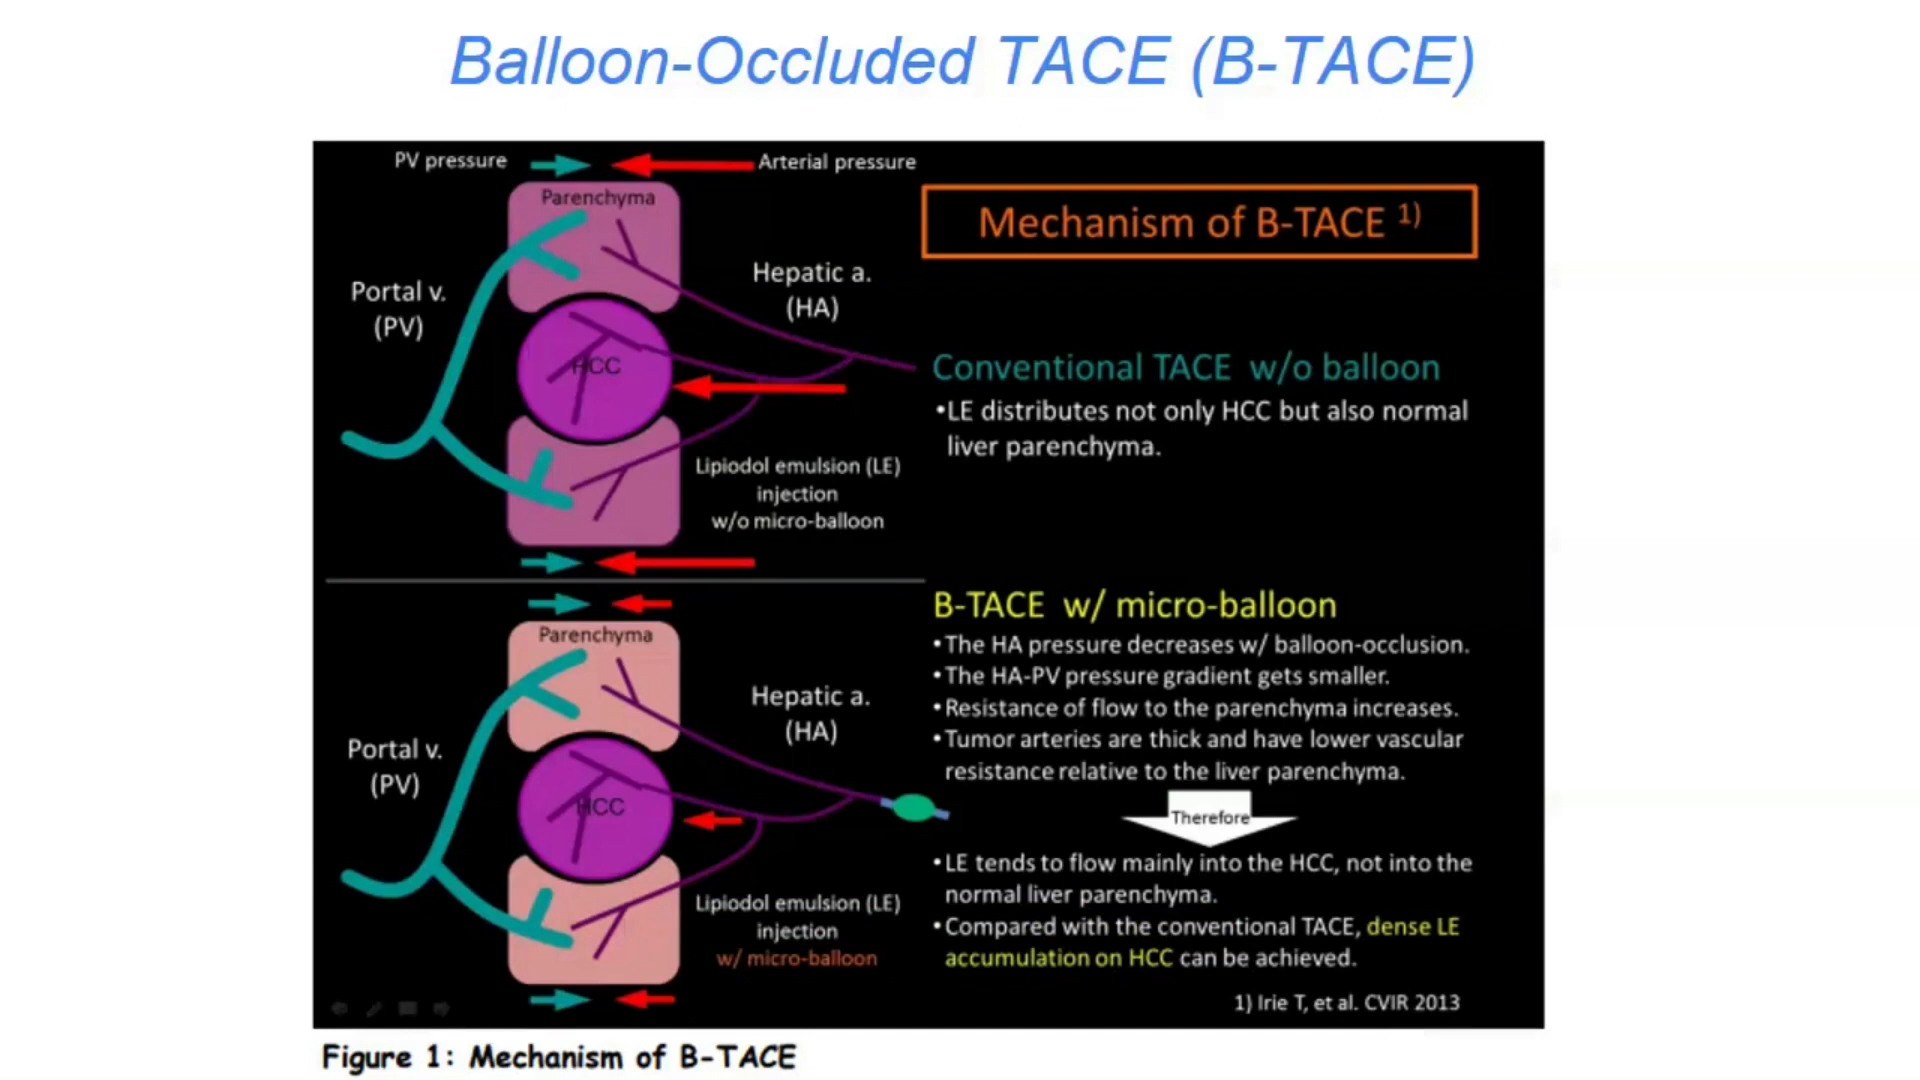 Balloon-Occluded TACE (B-TACE)
PV pressure
Arterial pressure
Parenchyma
Mechanism of B-TACE 1)
Portal v.
(PV)
Hepatic a.
(HA)
HCC
Conventional TACE w/o balloon
•LE distributes not only HCC but also normal
liver parenchyma.
Lipiodol emulsion (LE)
injection
w/o micro-balloon
B-TACE w/ micro-balloon
Parenchyma
•The HA pressure decreases w/ balloon-occlusion.
•The HA-PV pressure gradient gets smaller.
•Resistance of flow to the parenchyma increases.
•Tumor arteries are thick and have lower vascular
resistance relative to the liver parenchyma.
Portal v.
(PV)
Hepatic a.
(HA)
HCC
Therefore
•LE tends to flow mainly into the HCC, not into the
normal liver parenchyma.
•Compared with the conventional TACE, dense LE
accumulation on HCC can be achieved.
Lipiodol emulsion (LE)
injection
w/ micro-balloon
1) Irie T, et al. CVIR 2013
Figure 1: Mechanism of B-TACE